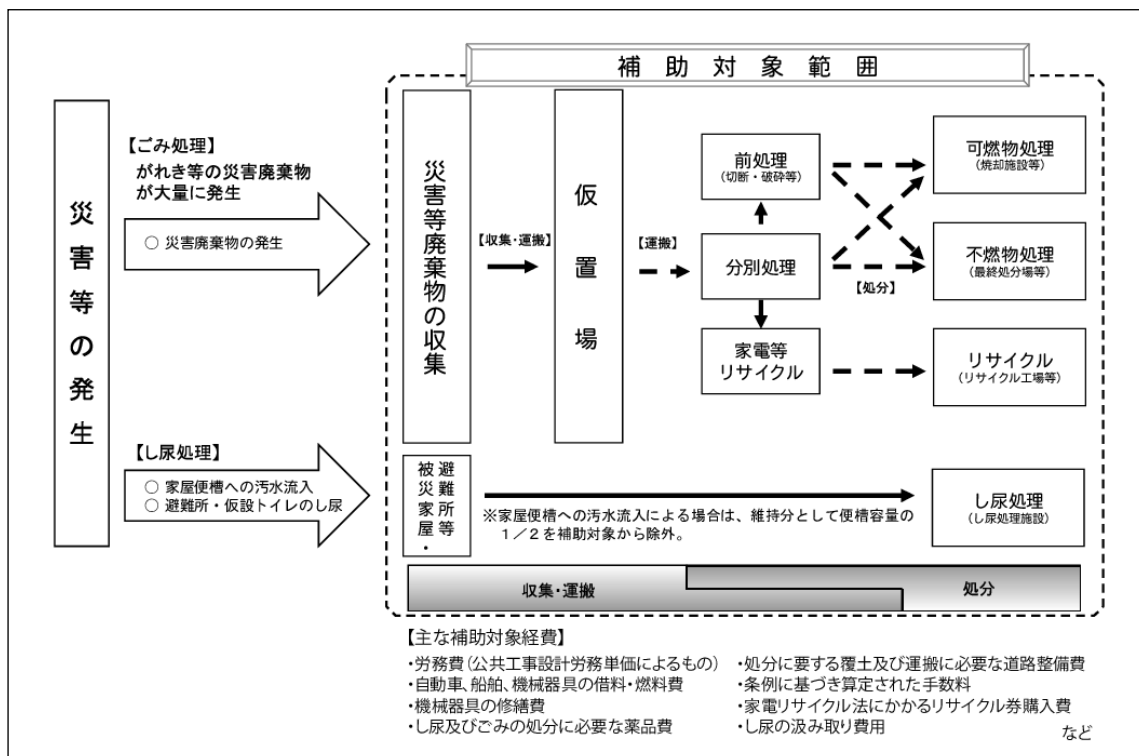 補助対象範囲
災害等の発生
【ごみ処理】
がれき等の災害廃棄物
が大量に発生
○ 災害廃棄物の発生
【し尿処理】
○ 家屋便槽への汚水流入
○ 避難所・仮設トイレのし尿
災害等廃棄物の収集
【収集・運搬】
仮置場
【運搬】
前処理
(切断・破砕等)
分別処理
家電等
リサイクル
【処分】
可燃物処理
(焼却施設等)
不燃物処理
(最終処分場等)
リサイクル
(リサイクル工場等)
被災家屋・
避難所等
※家屋便槽への汚水流入による場合は、維持分として便槽容量の
1/2を補助対象から除外。
し尿処理
(し尿処理施設)
収集・運搬
処分
【主な補助対象経費】
・労務費(公共工事設計労務単価によるもの)
・自動車、船舶、機械器具の借料・燃料費
・機械器具の修繕費
・し尿及びごみの処分に必要な薬品費
・処分に要する覆土及び運搬に必要な道路整備費
・条例に基づき算定された手数料
・家電リサイクル法にかかるリサイクル券購入費
・し尿の汲み取り費用
など